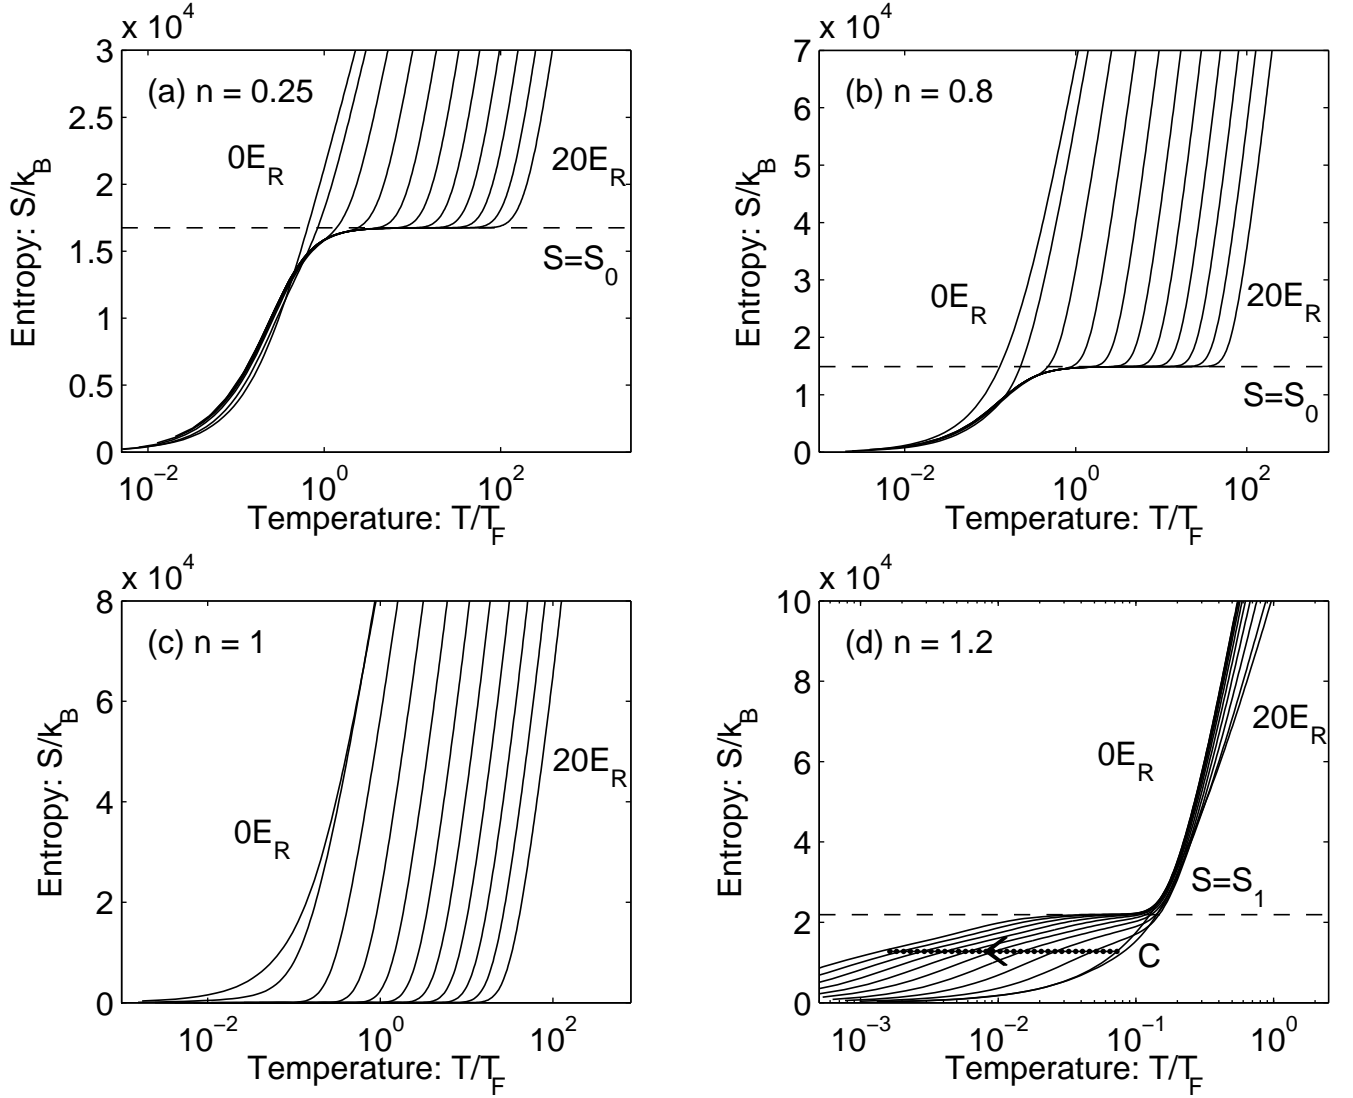 x 10^4
3
2.5
2
1.5
1
0.5
0
(a) n = 0.25
0E_R
20E_R
S=S_0
10^−2
10^0
10^2
Temperature: T/T_F
Entropy: S/k_B
x 10^4
7
6
5
4
3
2
1
0
(b) n = 0.8
0E_R
20E_R
S=S_0
10^−2
10^0
10^2
Temperature: T/T_F
Entropy: S/k_B
x 10^4
8
6
4
2
0
(c) n = 1
0E_R
20E_R
10^−2
10^0
10^2
Temperature: T/T_F
Entropy: S/k_B
x 10^4
10
8
6
4
2
0
(d) n = 1.2
0E_R
20E_R
S=S_1
C
10^−3
10^−2
10^−1
10^0
Temperature: T/T_F
Entropy: S/k_B